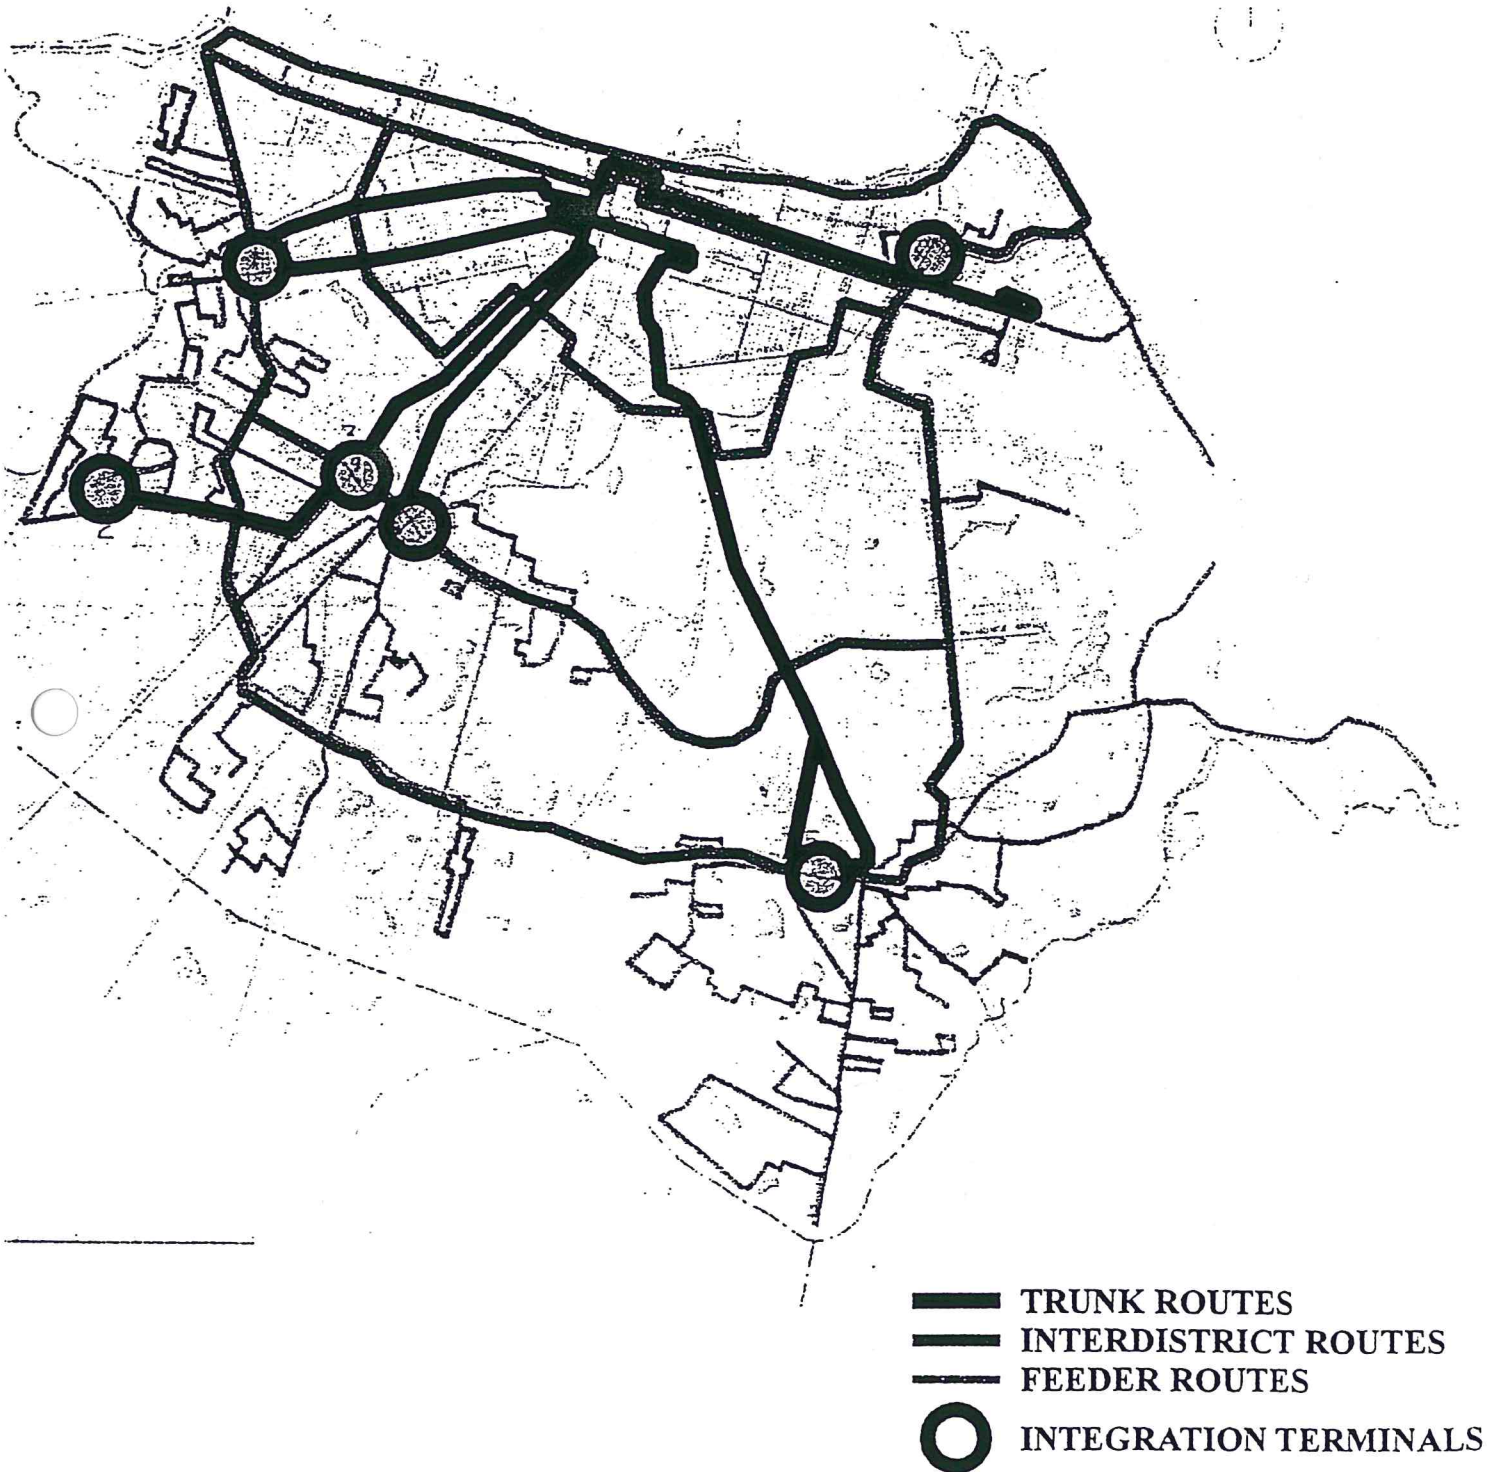 TRUNK ROUTES
INTERDISTRICT ROUTES
FEEDER ROUTES
INTEGRATION TERMINALS